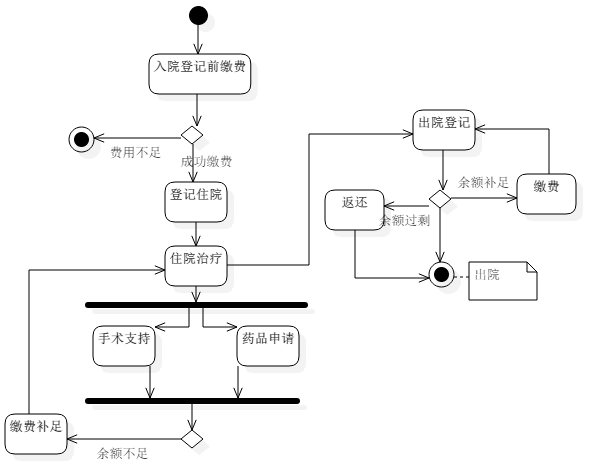 入院登记前缴费
费用不足
成功缴费
登记住院
住院治疗
手术支持
药品申请
缴费补足
余额不足
出院登记
余额补足
缴费
返还
余额过剩
出院